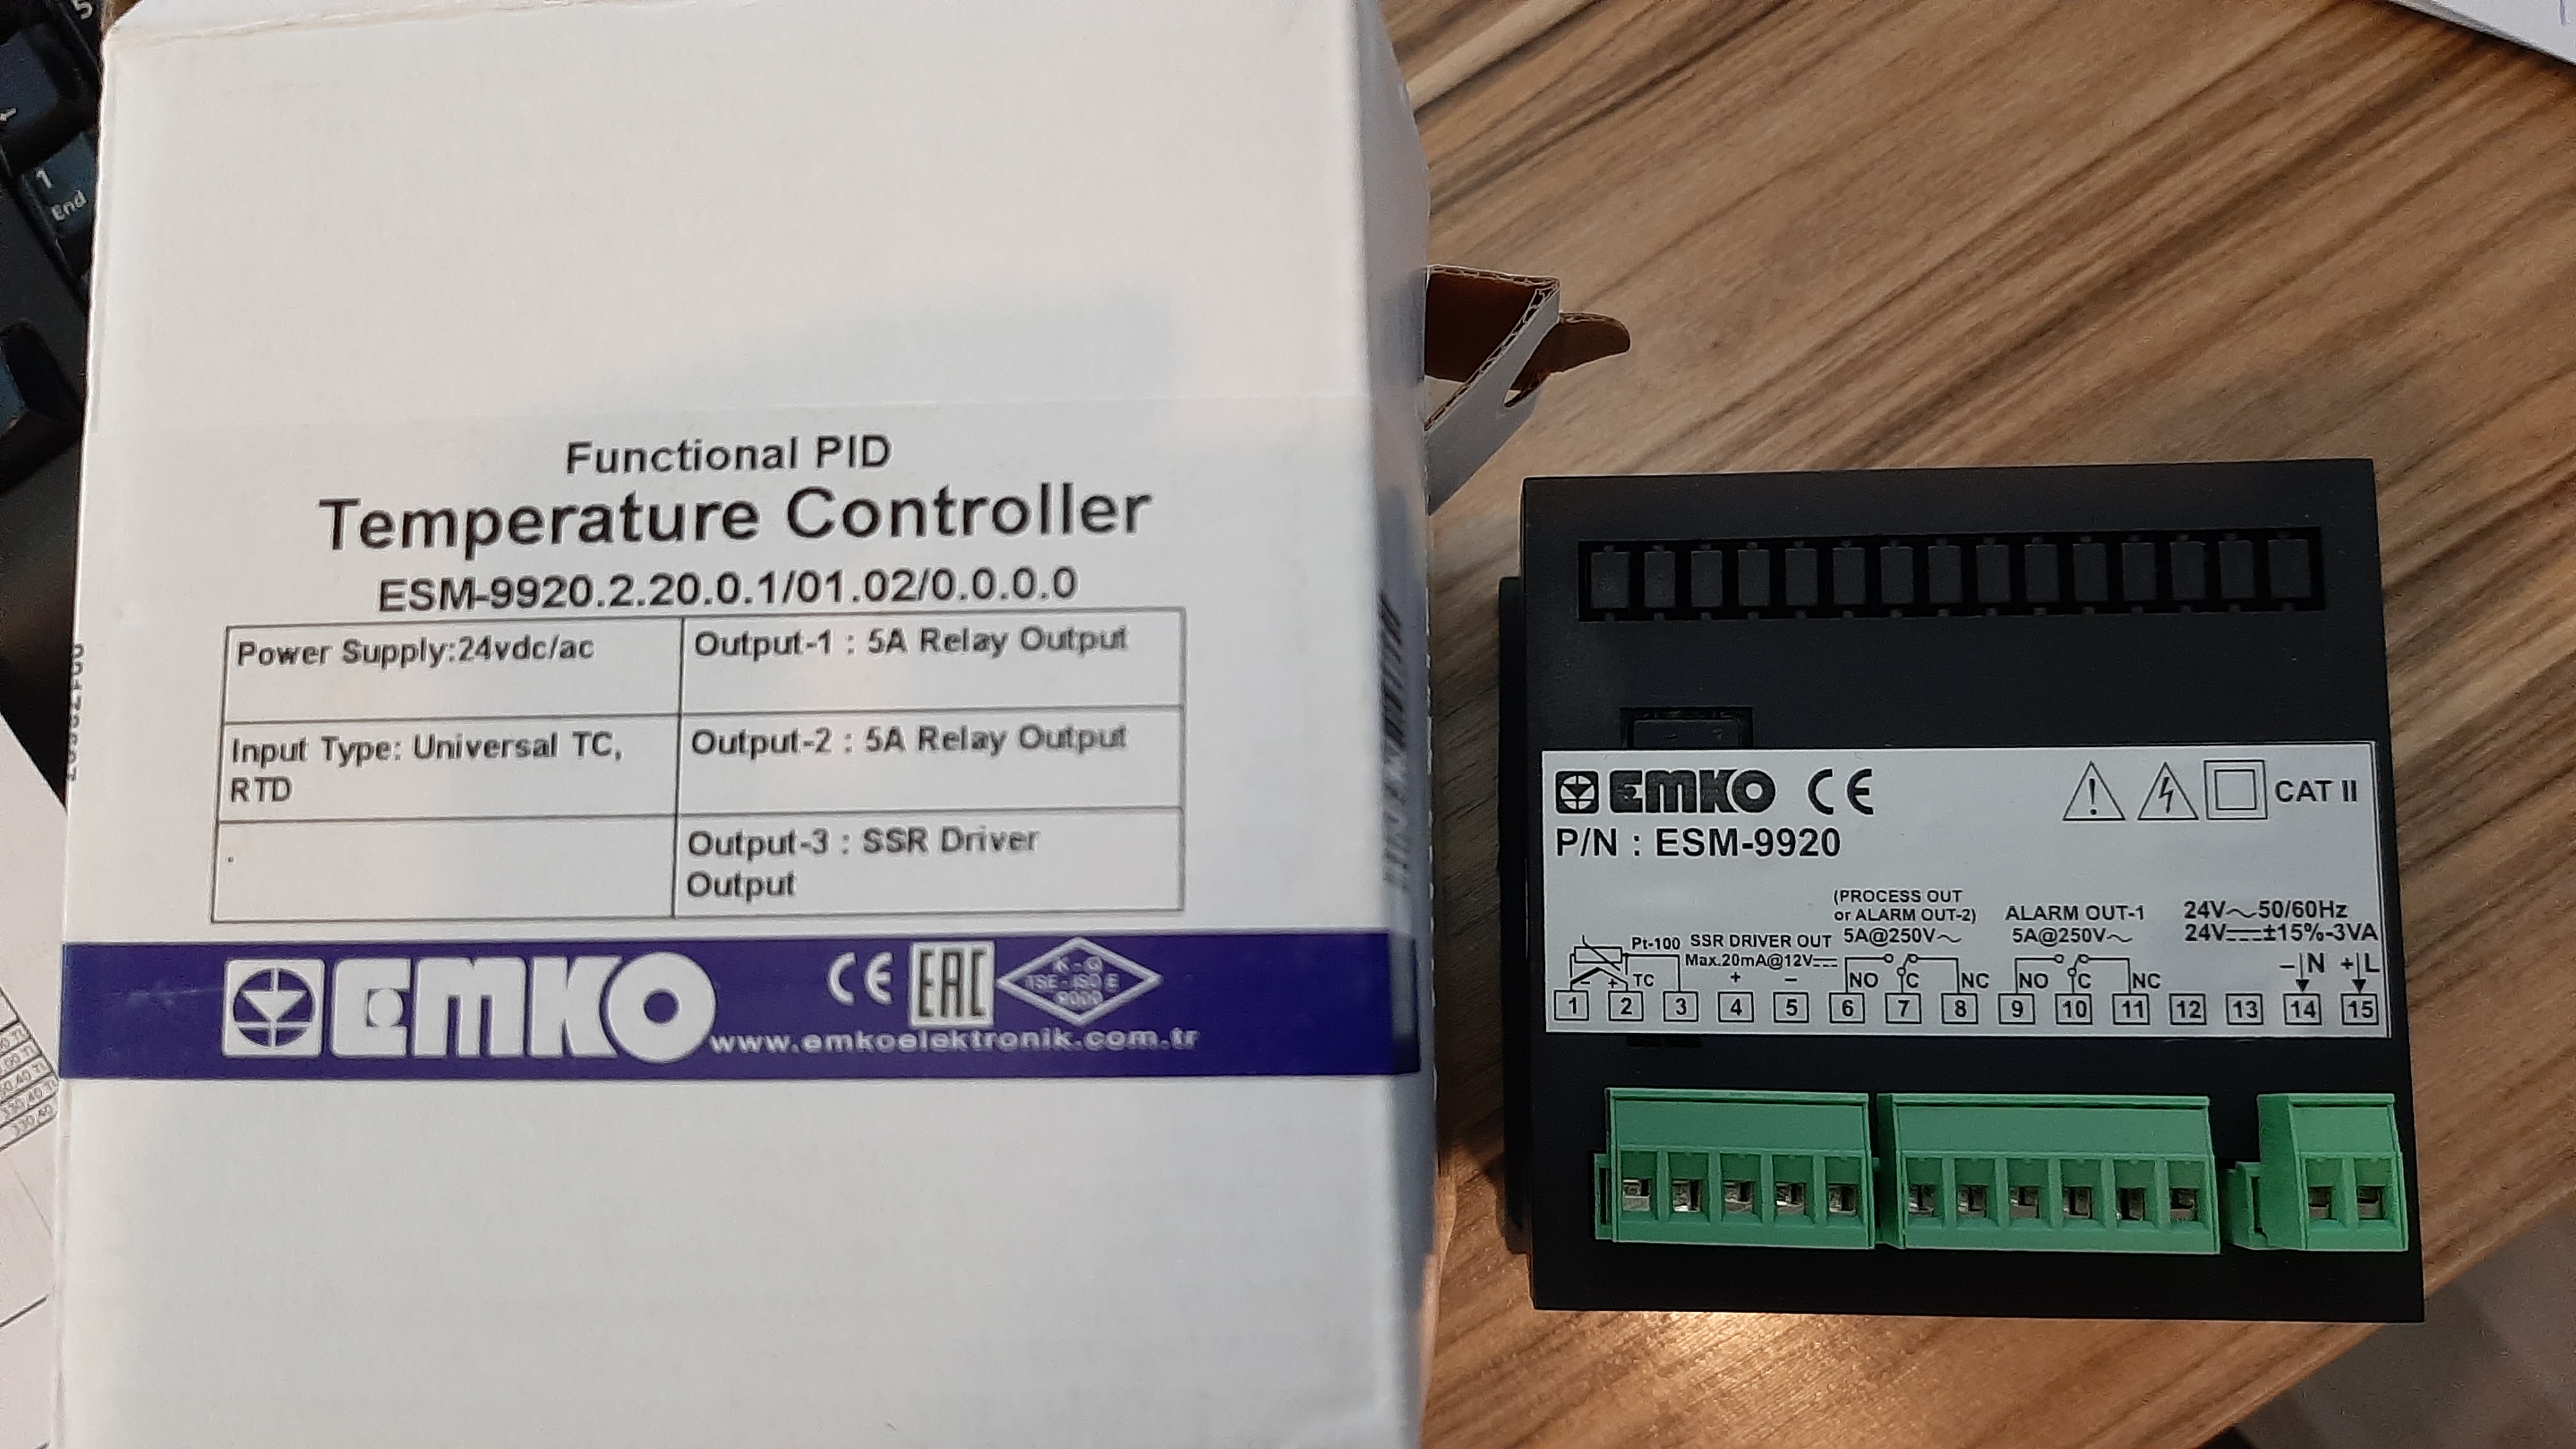 5
1
End
Functional PID
Temperature Controller
ESM-9920.2.20.0.1/01.02/0.0.0.0
Power Supply:24vdc/ac
Output-1 : 5A Relay Output
Input Type: Universal TC,
RTD
Output-2 : 5A Relay Output
.
Output-3 : SSR Driver
Output
EMKO
CE
EAC
K-Q
TSE-ISO E
9000
www.emkoelektronik.com.tr
330,40
EMKO CE
CAT II
P/N : ESM-9920
(PROCESS OUT
or ALARM OUT-2)
5A@250V~
ALARM OUT-1
5A@250V~
24V~50/60Hz
24V⎓±15%-3VA
Pt-100
SSR DRIVER OUT
Max.20mA@12V⎓
- + TC
+ -
NO C NC
NO C NC
- N + L
1 2 3 4 5 6 7 8 9 10 11 12 13 14 15